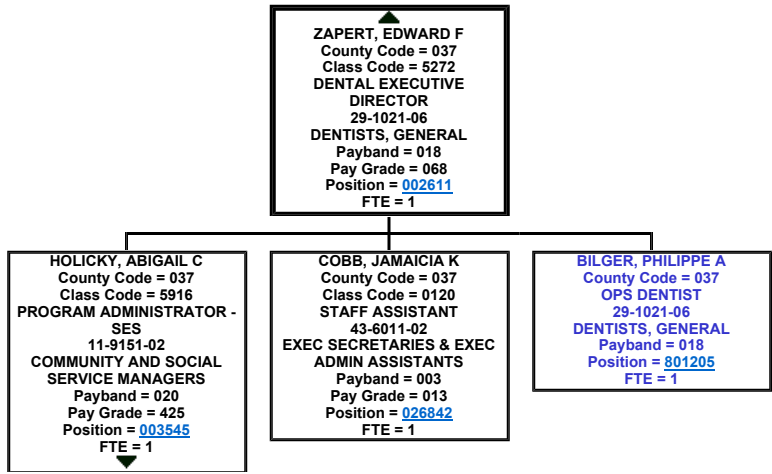 ZAPERT, EDWARD F
County Code = 037
Class Code = 5272
DENTAL EXECUTIVE
DIRECTOR
29-1021-06
DENTISTS, GENERAL
Payband = 018
Pay Grade = 068
Position = 002611
FTE = 1
HOLICKY, ABIGAIL C
County Code = 037
Class Code = 5916
PROGRAM ADMINISTRATOR -
SES
11-9151-02
COMMUNITY AND SOCIAL
SERVICE MANAGERS
Payband = 020
Pay Grade = 425
Position = 003545
FTE = 1
COBB, JAMAICIA K
County Code = 037
Class Code = 0120
STAFF ASSISTANT
43-6011-02
EXEC SECRETARIES & EXEC
ADMIN ASSISTANTS
Payband = 003
Pay Grade = 013
Position = 026842
FTE = 1
BILGER, PHILIPPE A
County Code = 037
OPS DENTIST
29-1021-06
DENTISTS, GENERAL
Payband = 018
Position = 801205
FTE = 1